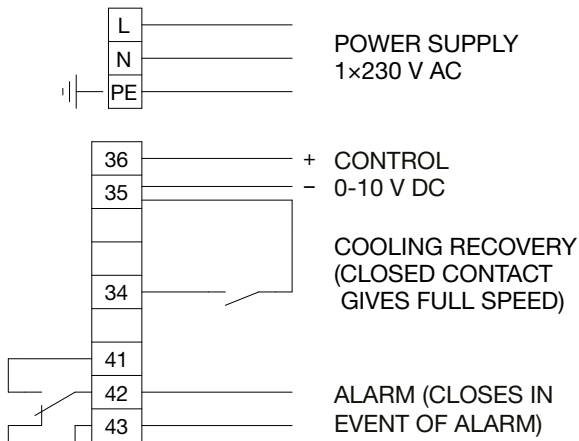 L
N
PE
POWER SUPPLY
1×230 V AC
36
+ CONTROL
35
− 0-10 V DC
COOLING RECOVERY
(CLOSED CONTACT
GIVES FULL SPEED)
34
41
42
ALARM (CLOSES IN
43
EVENT OF ALARM)